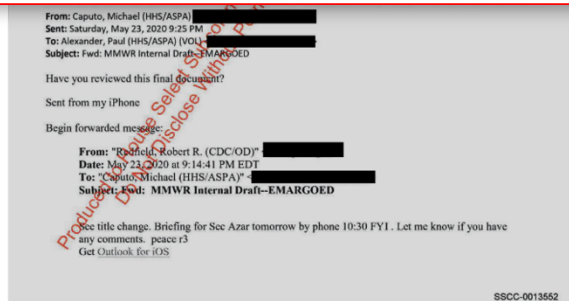 From: Caputo, Michael (HHS/ASPA)
Sent: Saturday, May 23, 2020 9:25 PM
To: Alexander, Paul (HHS/ASPA) (VOL)
Subject: Fwd: MMWR Internal Draft--EMARGOED
Have you reviewed this final document?
Sent from my iPhone
Begin forwarded message:
From: "Redfield, Robert R. (CDC/OD)"
Date: May 23, 2020 at 9:14:41 PM EDT
To: "Caputo, Michael (HHS/ASPA)" <
Subject: Fwd: MMWR Internal Draft--EMARGOED
See title change. Briefing for Sec Azar tomorrow by phone 10:30 FYI . Let me know if you have
any comments. peace r3
Get Outlook for iOS
Produced to House Select Subcom
Do Not Disclose Without Perm
SSCC-0013552